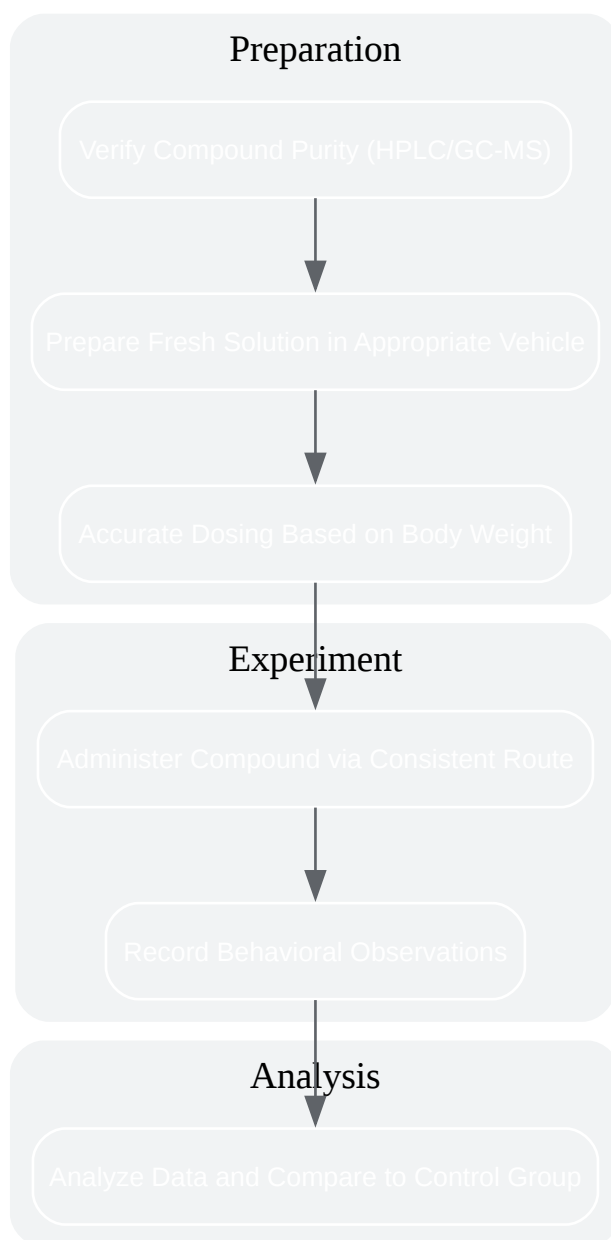 Preparation
Verify Compound Purity (HPLC/GC-MS)
Prepare Fresh Solution in Appropriate Vehicle
Accurate Dosing Based on Body Weight
Experiment
Administer Compound via Consistent Route
Record Behavioral Observations
Analysis
Analyze Data and Compare to Control Group